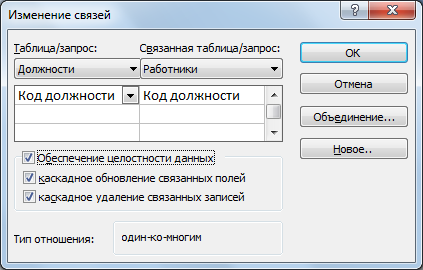 Изменение связей
Таблица/запрос: Связанная таблица/запрос:
Должности Работники
Код должности Код должности
ОК
Отмена
Объединение...
Новое..
Обеспечение целостности данных
каскадное обновление связанных полей
каскадное удаление связанных записей
Тип отношения: один-ко-многим